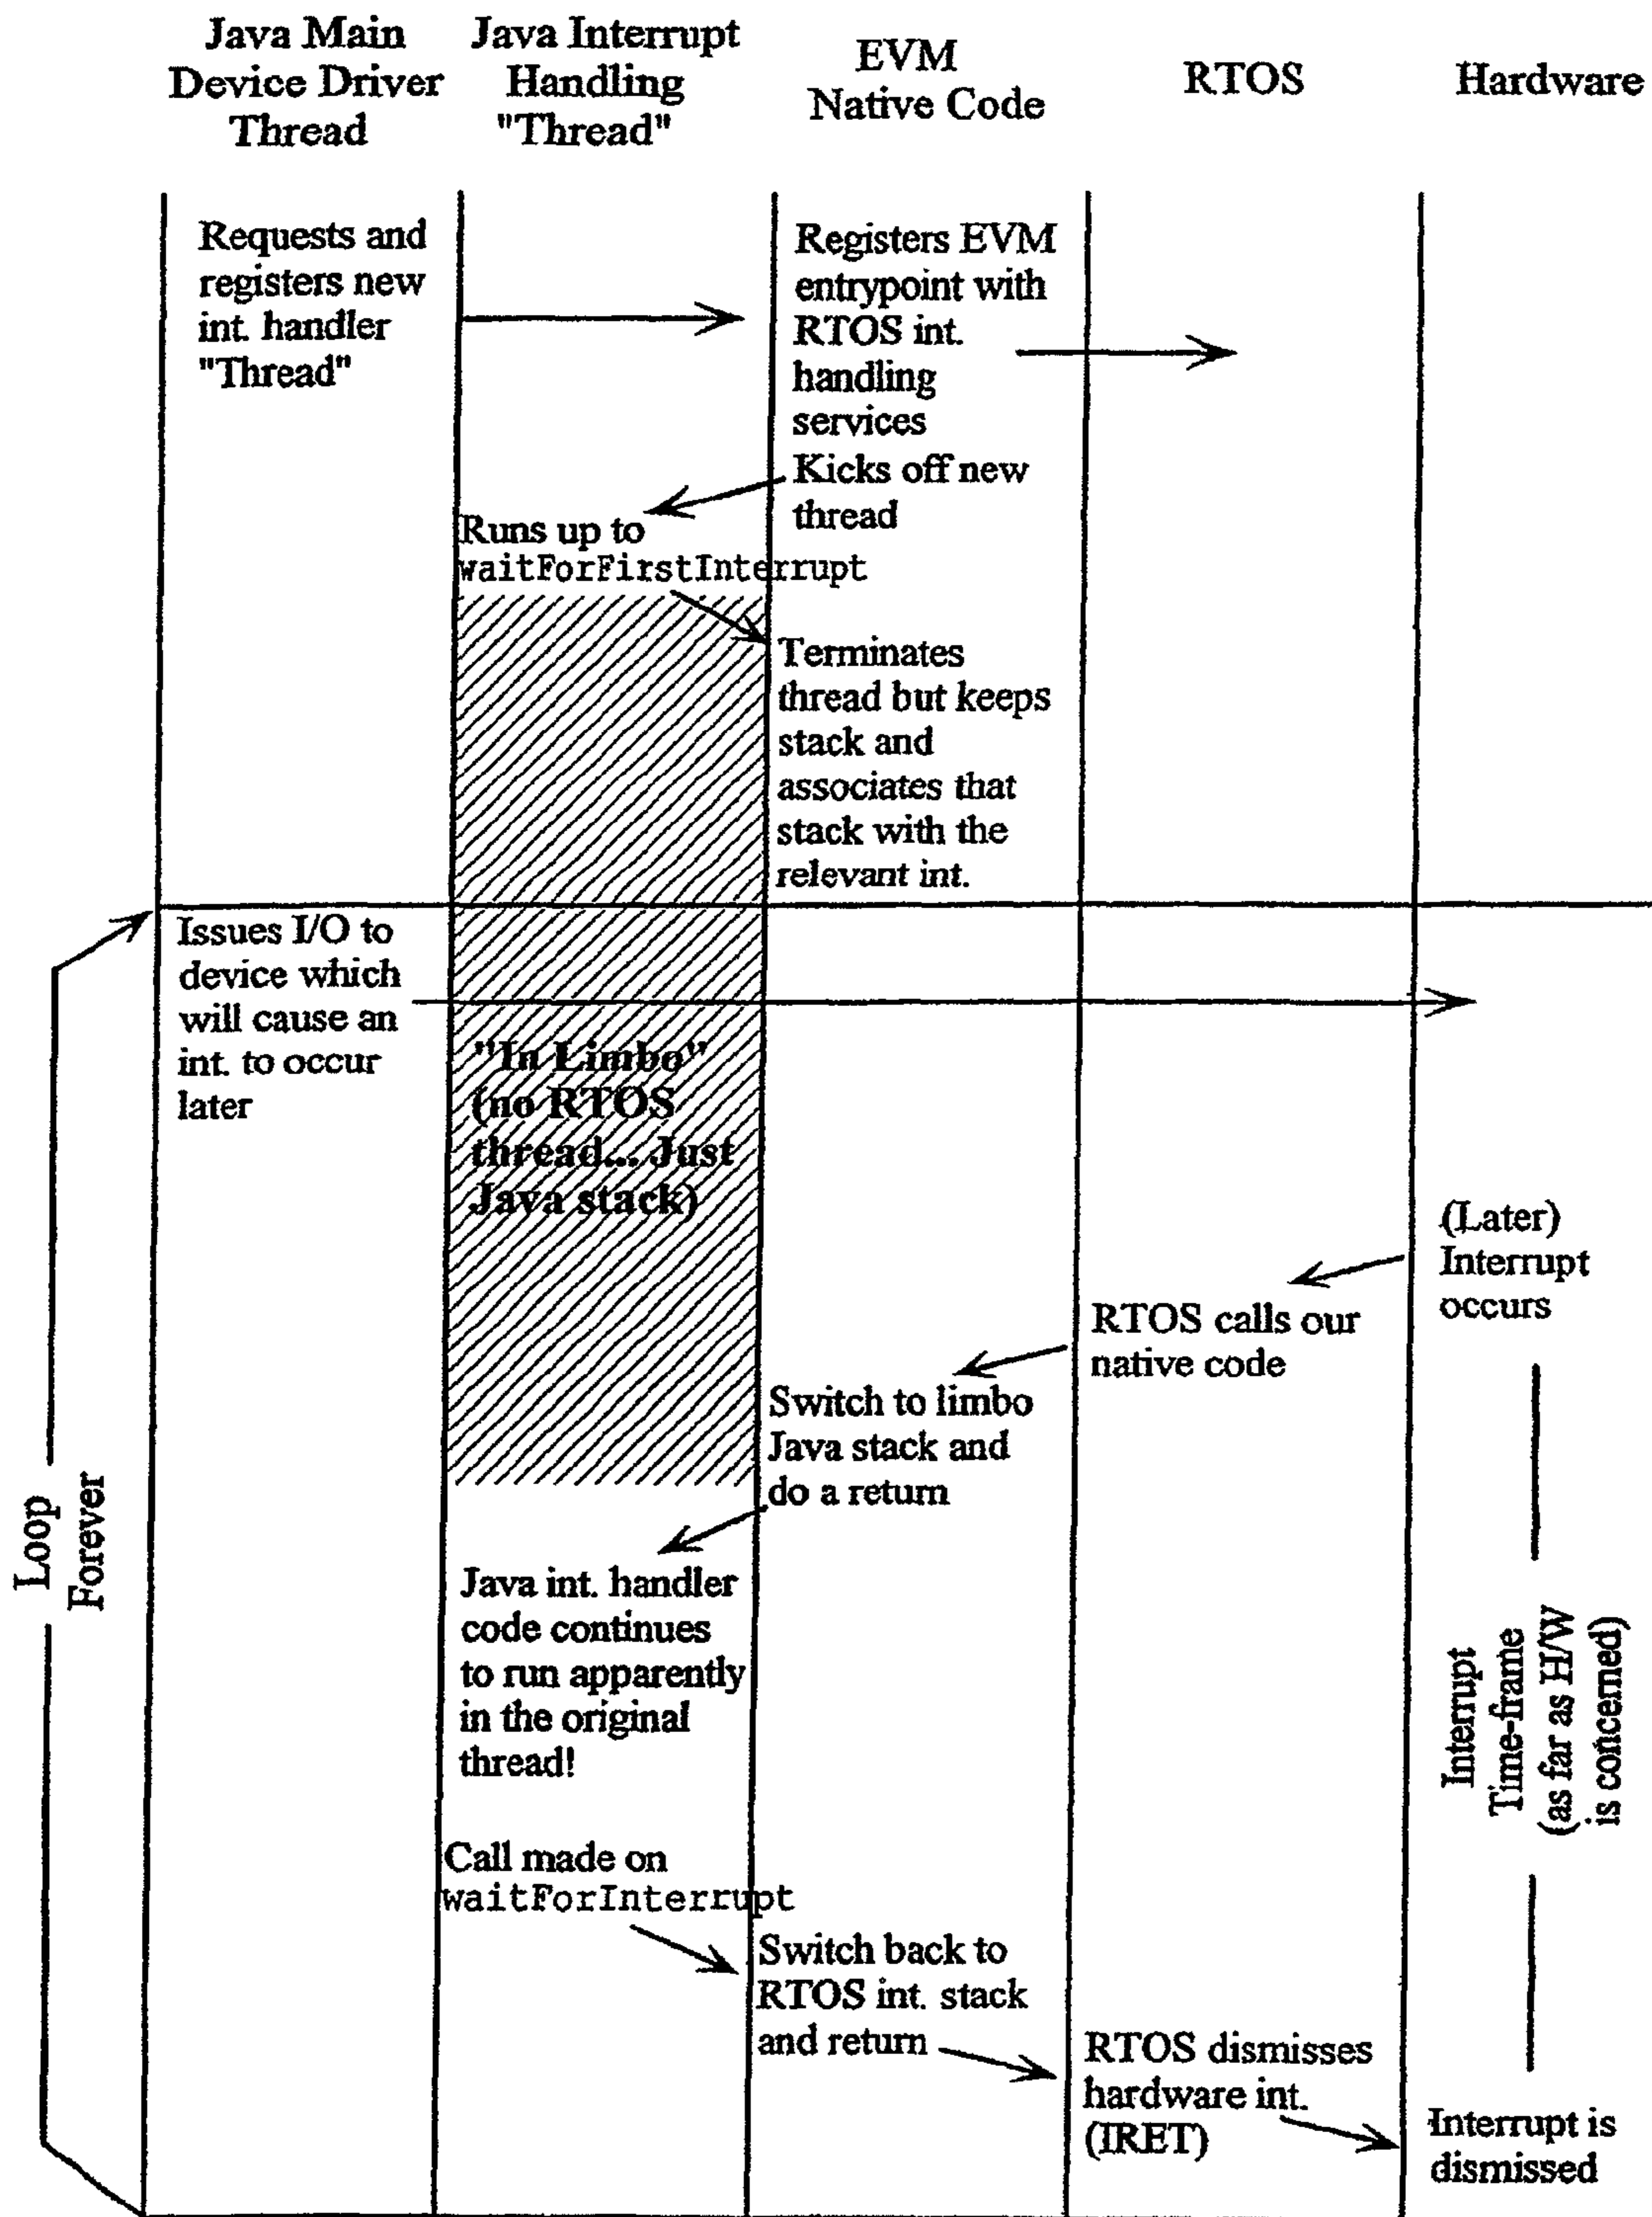 Java Main
Device Driver
Thread
Java Interrupt
Handling
"Thread"
EVM
Native Code
RTOS
Hardware
Requests and
registers new
int. handler
"Thread"
Registers EVM
entrypoint with
RTOS int.
handling
services
Kicks off new
thread
Runs up to
waitForFirstInterrupt
Terminates
thread but keeps
stack and
associates that
stack with the
relevant int.
Issues I/O to
device which
will cause an
int. to occur
later
"In Limbo"
(no RTOS
thread... Just
Java stack)
(Later)
Interrupt
occurs
RTOS calls our
native code
Switch to limbo
Java stack and
do a return
Java int. handler
code continues
to run apparently
in the original
thread!
Call made on
waitForInterrupt
Switch back to
RTOS int. stack
and return
RTOS dismisses
hardware int.
(IRET)
Interrupt is
dismissed
Loop
Forever
Interrupt
Time-frame
(as far as H/W
is concerned)